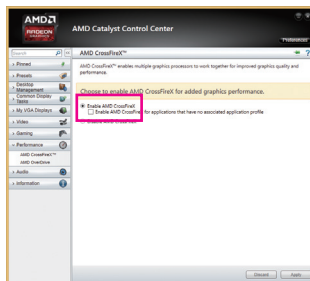 AMD
RADEON
GRAPHICS
AMD Catalyst Control Center
Preferences
Search
Pinned
Presets
Desktop
Management
Common Display
Tasks
My VGA Displays
Video
Gaming
Performance
AMD CrossFireX™
AMD OverDrive
Audio
Information
AMD CrossFireX™
AMD CrossFireX™ enables multiple graphics processors to work together for improved graphics quality and
performance.
Choose to enable AMD CrossFireX for added graphics performance.
Enable AMD CrossFireX
Enable AMD CrossFire for applications that have no associated application profile
Discard
Apply